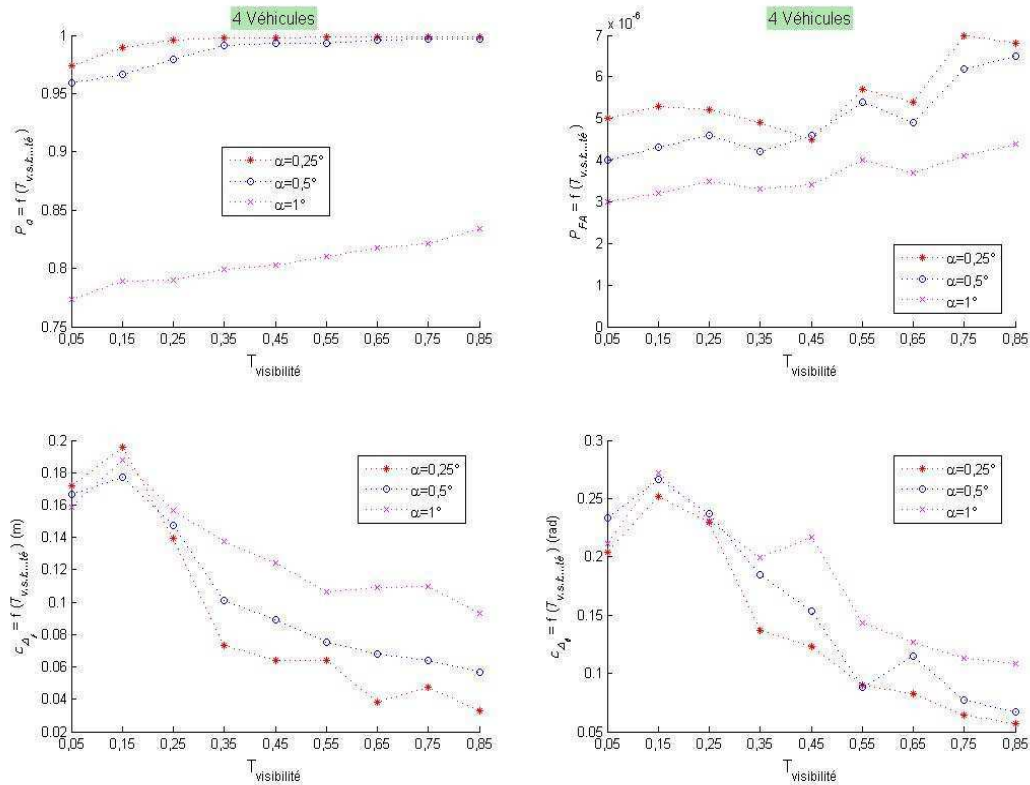 4 Véhicules
1
0.95
0.9
0.85
0.8
0.75
α=0,25°
α=0,5°
α=1°
0,05 0,15 0,25 0,35 0,45 0,55 0,65 0,75 0,85
T visibilité
4 Véhicules
x 10⁻⁶
7
6
5
4
3
2
1
0
α=0,25°
α=0,5°
α=1°
0,05 0,15 0,25 0,35 0,45 0,55 0,65 0,75 0,85
T visibilité
0.2
0.18
0.16
0.14
0.12
0.1
0.08
0.06
0.04
0.02
(m)
α=0,25°
α=0,5°
α=1°
0,05 0,15 0,25 0,35 0,45 0,55 0,65 0,75 0,85
T visibilité
0.3
0.25
0.2
0.15
0.1
0.05
(rad)
α=0,25°
α=0,5°
α=1°
0,05 0,15 0,25 0,35 0,45 0,55 0,65 0,75 0,85
T visibilité